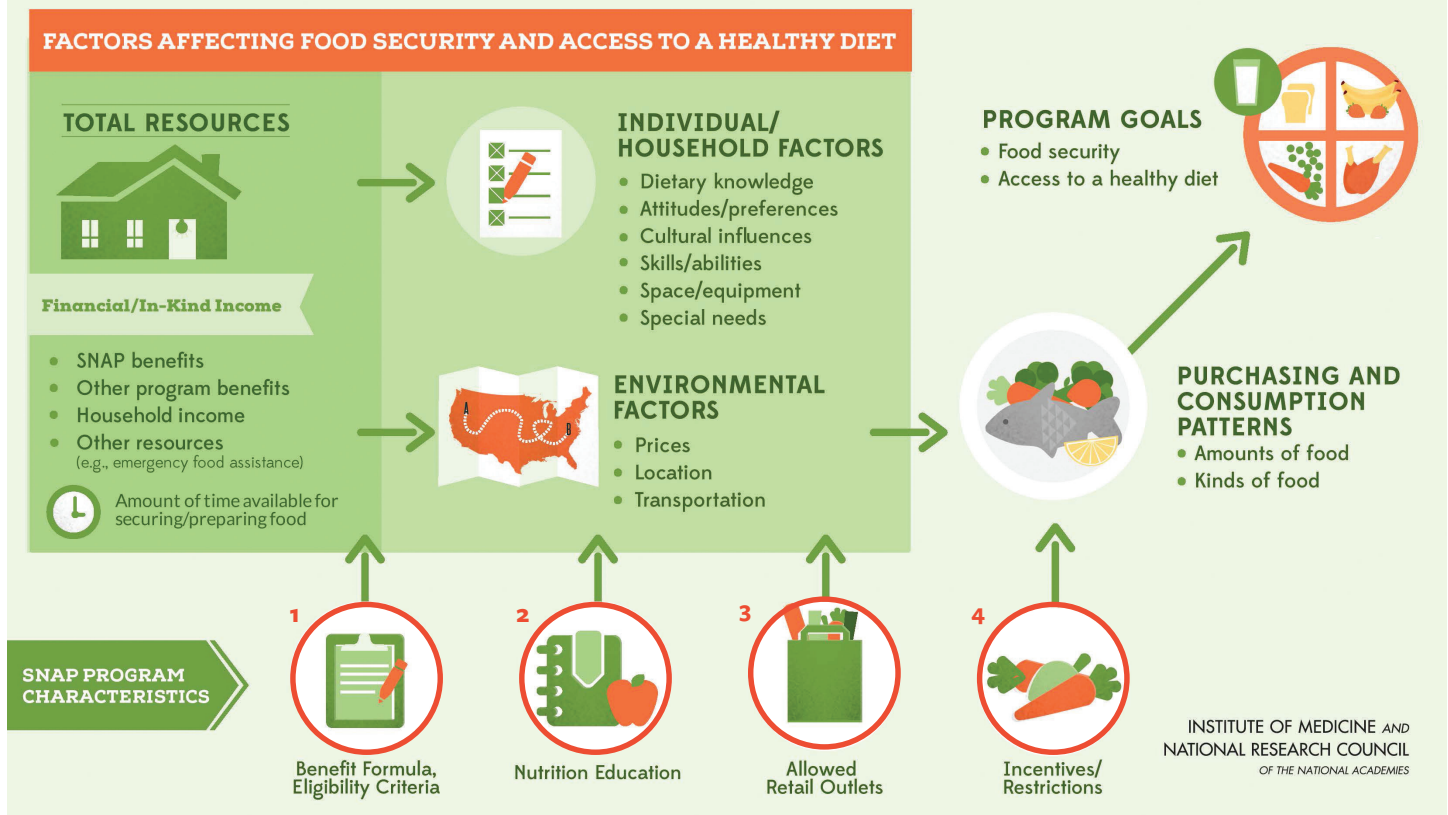 FACTORS AFFECTING FOOD SECURITY AND ACCESS TO A HEALTHY DIET
TOTAL RESOURCES
Financial/In-Kind Income
• SNAP benefits
• Other program benefits
• Household income
• Other resources
(e.g., emergency food assistance)
Amount of time available for
securing/preparing food
INDIVIDUAL/
HOUSEHOLD FACTORS
• Dietary knowledge
• Attitudes/preferences
• Cultural influences
• Skills/abilities
• Space/equipment
• Special needs
A
B
ENVIRONMENTAL
FACTORS
• Prices
• Location
• Transportation
PROGRAM GOALS
• Food security
• Access to a healthy diet
PURCHASING AND
CONSUMPTION
PATTERNS
• Amounts of food
• Kinds of food
SNAP PROGRAM
CHARACTERISTICS
1
Benefit Formula,
Eligibility Criteria
2
Nutrition Education
3
Allowed
Retail Outlets
4
Incentives/
Restrictions
INSTITUTE OF MEDICINE AND
NATIONAL RESEARCH COUNCIL
OF THE NATIONAL ACADEMIES